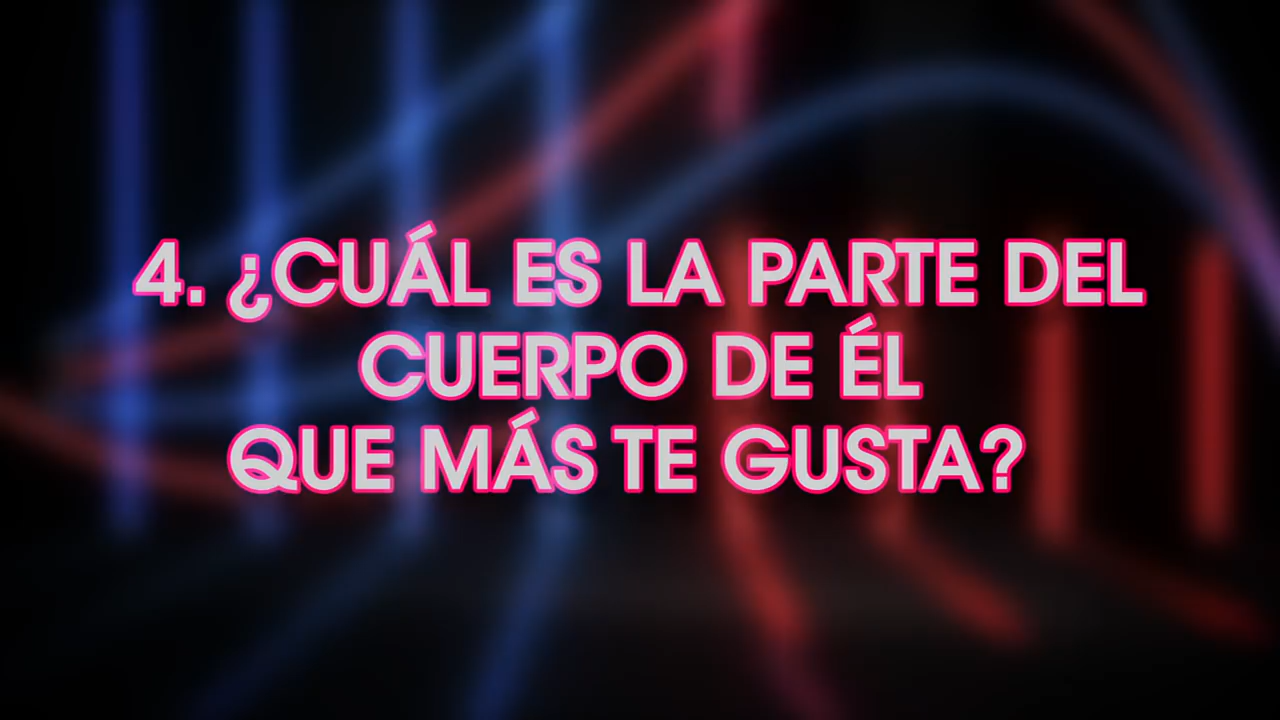 4. ¿CUÁL ES LA PARTE DEL
CUERPO DE ÉL
QUE MÁS TE GUSTA?